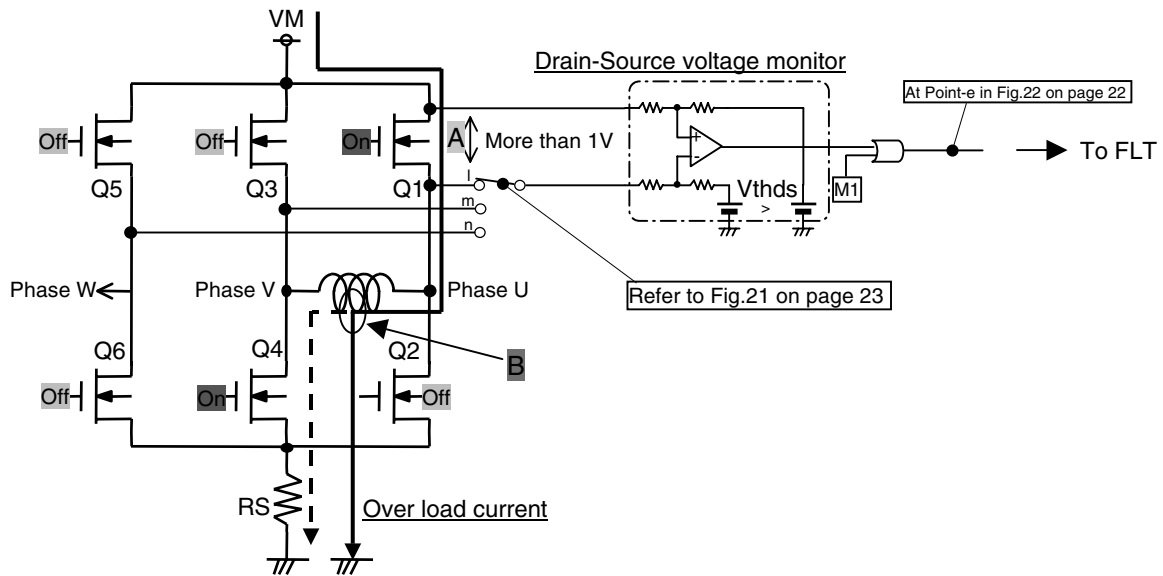 VM
Drain-Source voltage monitor
At Point-e in Fig.22 on page 22
Off
Off
On
A
More than 1V
+
-
To FLT
Q5
Q3
Q1
l
m
n
Vthds
>
M1
Phase W
Phase V
Phase U
Refer to Fig.21 on page 23
Q6
Q4
Q2
B
Off
On
Off
RS
Over load current